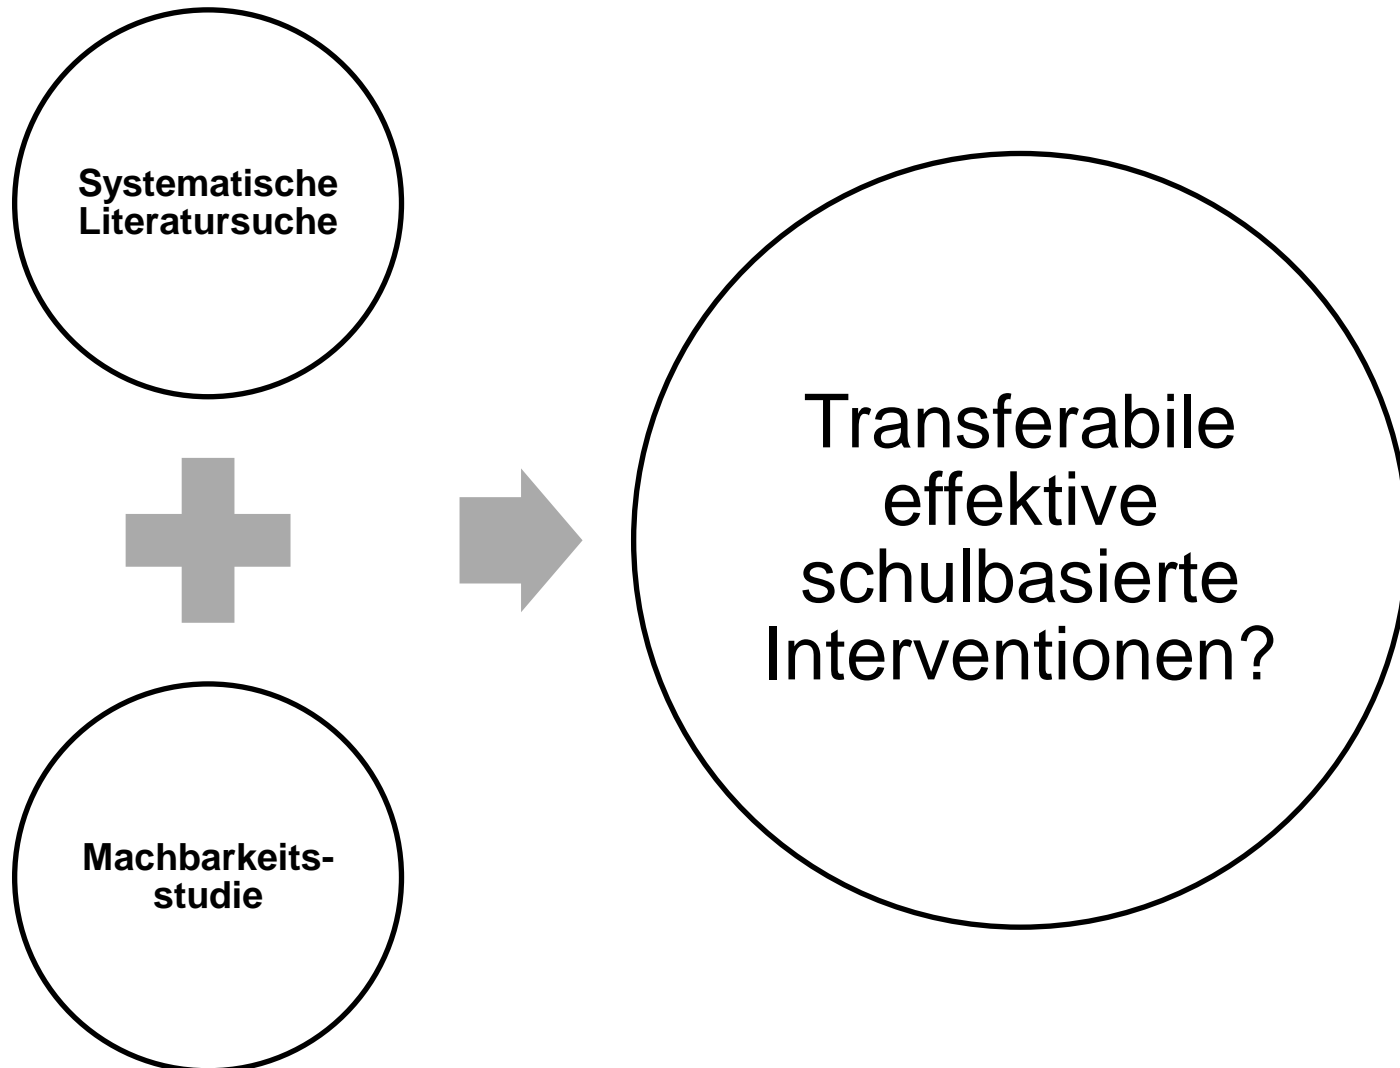 Systematische
Literatursuche
Machbarkeits-
studie
Transferabile
effektive
schulbasierte
Interventionen?